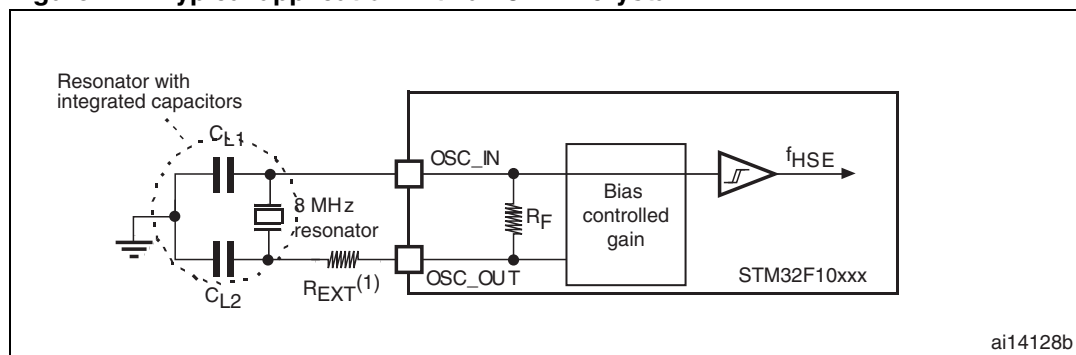 Resonator with
integrated capacitors
CL1
OSC_IN
fHSE
8 MHz
resonator
RF
Bias
controlled
gain
STM32F10xxx
REXT(1)
OSC_OUT
CL2
ai14128b